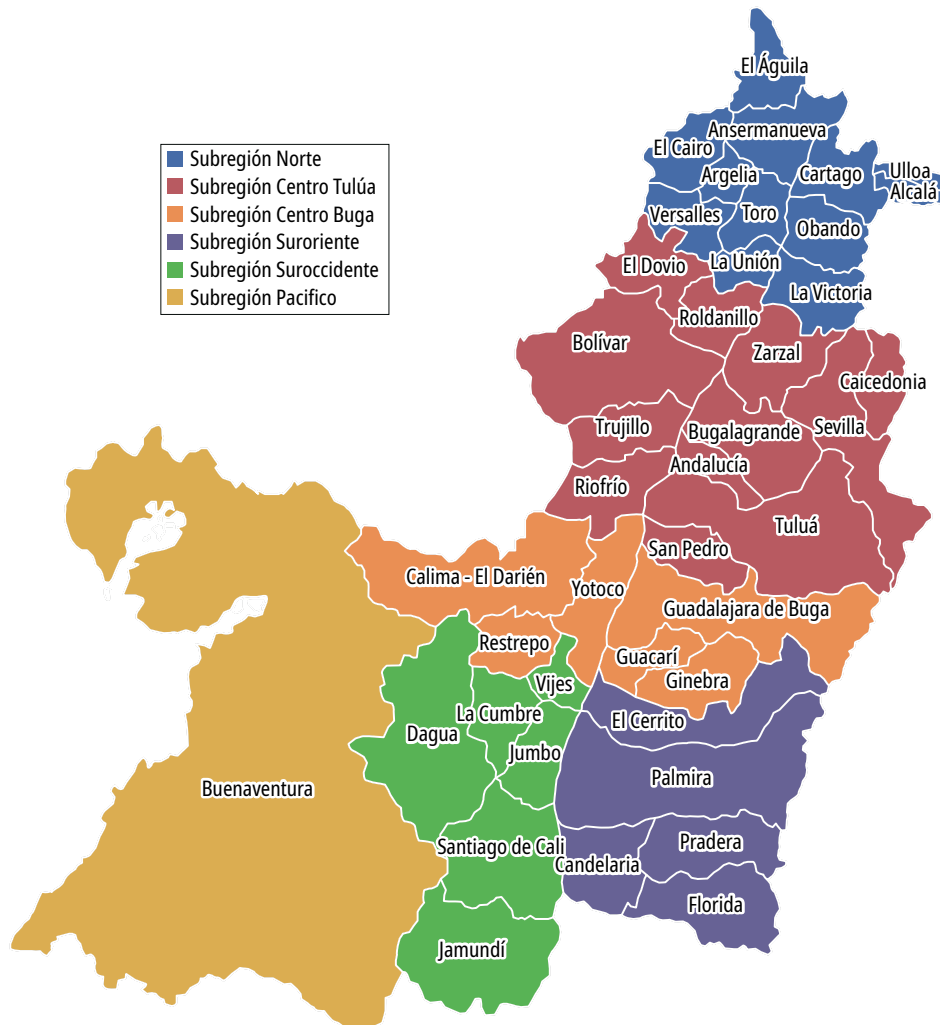 El Águila
Ansermanueva
El Cairo
Subregión Norte
Subregión Centro Tulúa
Subregión Centro Buga
Subregión Suroriente
Subregión Suroccidente
Subregión Pacifico
Argelia
Cartago
Ulloa
Alcalá
Versalles
Toro
Obando
El Dovio
La Unión
La Victoria
Roldanillo
Bolívar
Zarzal
Caicedonia
Trujillo
Bugalagrande
Sevilla
Andalucía
Riofrío
Tuluá
San Pedro
Calima - El Darién
Yotoco
Guadalajara de Buga
Restrepo
Guacarí
Ginebra
Vijes
La Cumbre
El Cerrito
Dagua
Jumbo
Palmira
Buenaventura
Santiago de Cali
Candelaria
Pradera
Florida
Jamundí